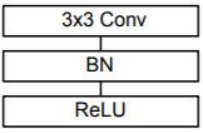 3x3 Conv
BN
ReLU